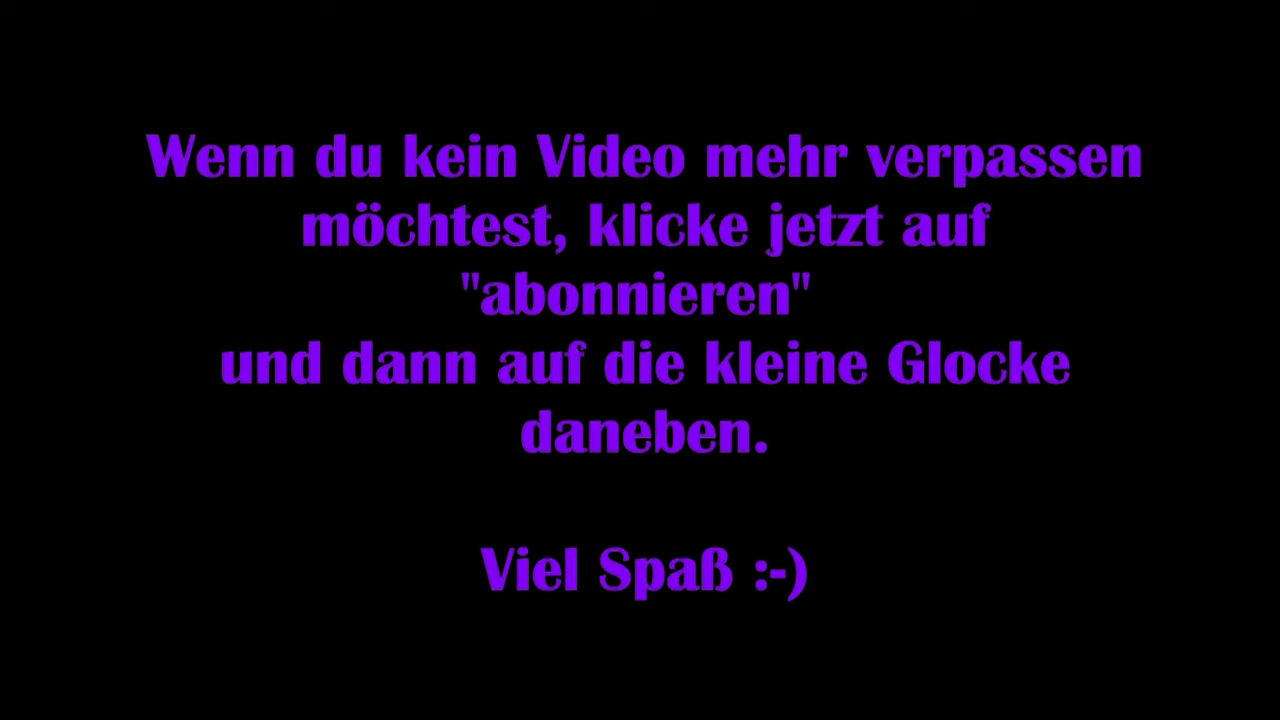 Wenn du kein Video mehr verpassen
möchtest, klicke jetzt auf
"abonnieren"
und dann auf die kleine Glocke
daneben.
Viel Spaß :-)